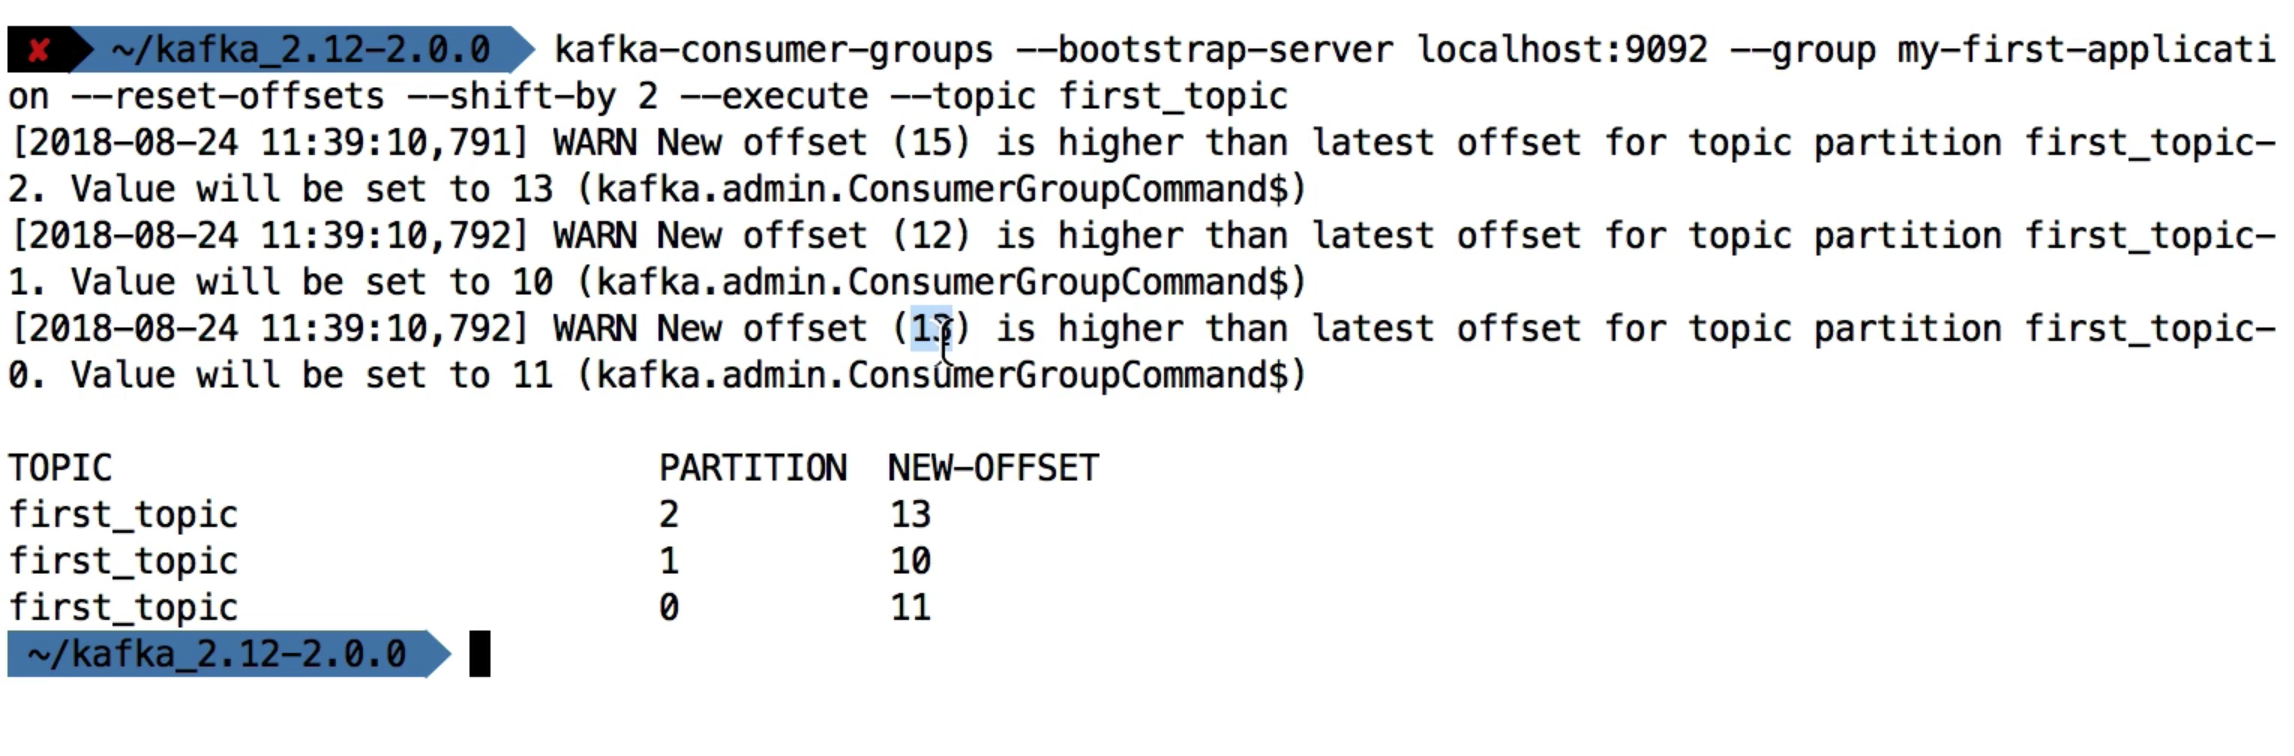 ✘ ~/kafka_2.12-2.0.0 kafka-consumer-groups --bootstrap-server localhost:9092 --group my-first-applicati
on --reset-offsets --shift-by 2 --execute --topic first_topic
[2018-08-24 11:39:10,791] WARN New offset (15) is higher than latest offset for topic partition first_topic-
2. Value will be set to 13 (kafka.admin.ConsumerGroupCommand$)
[2018-08-24 11:39:10,792] WARN New offset (12) is higher than latest offset for topic partition first_topic-
1. Value will be set to 10 (kafka.admin.ConsumerGroupCommand$)
[2018-08-24 11:39:10,792] WARN New offset (13) is higher than latest offset for topic partition first_topic-
0. Value will be set to 11 (kafka.admin.ConsumerGroupCommand$)
TOPIC PARTITION NEW-OFFSET
first_topic 2 13
first_topic 1 10
first_topic 0 11
~/kafka_2.12-2.0.0